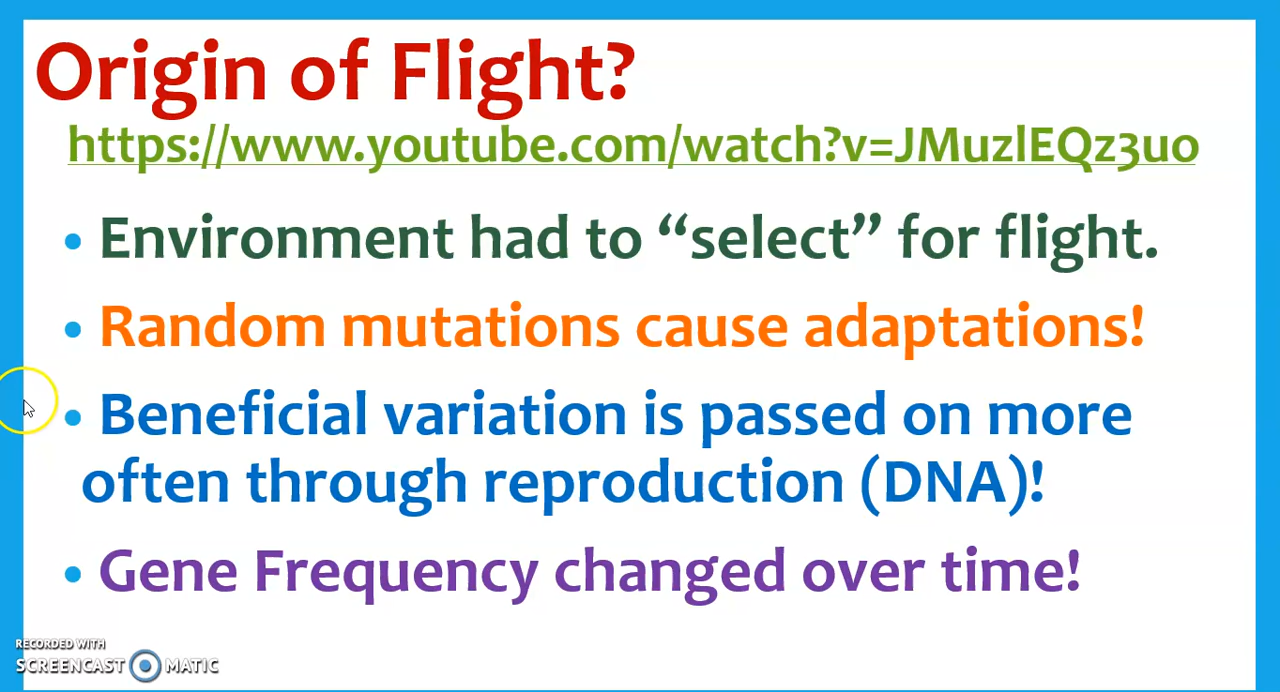 Origin of Flight?
https://www.youtube.com/watch?v=JMuzlEQz3uo
• Environment had to “select” for flight.
• Random mutations cause adaptations!
• Beneficial variation is passed on more
often through reproduction (DNA)!
• Gene Frequency changed over time!
RECORDED WITH
SCREENCAST MATIC